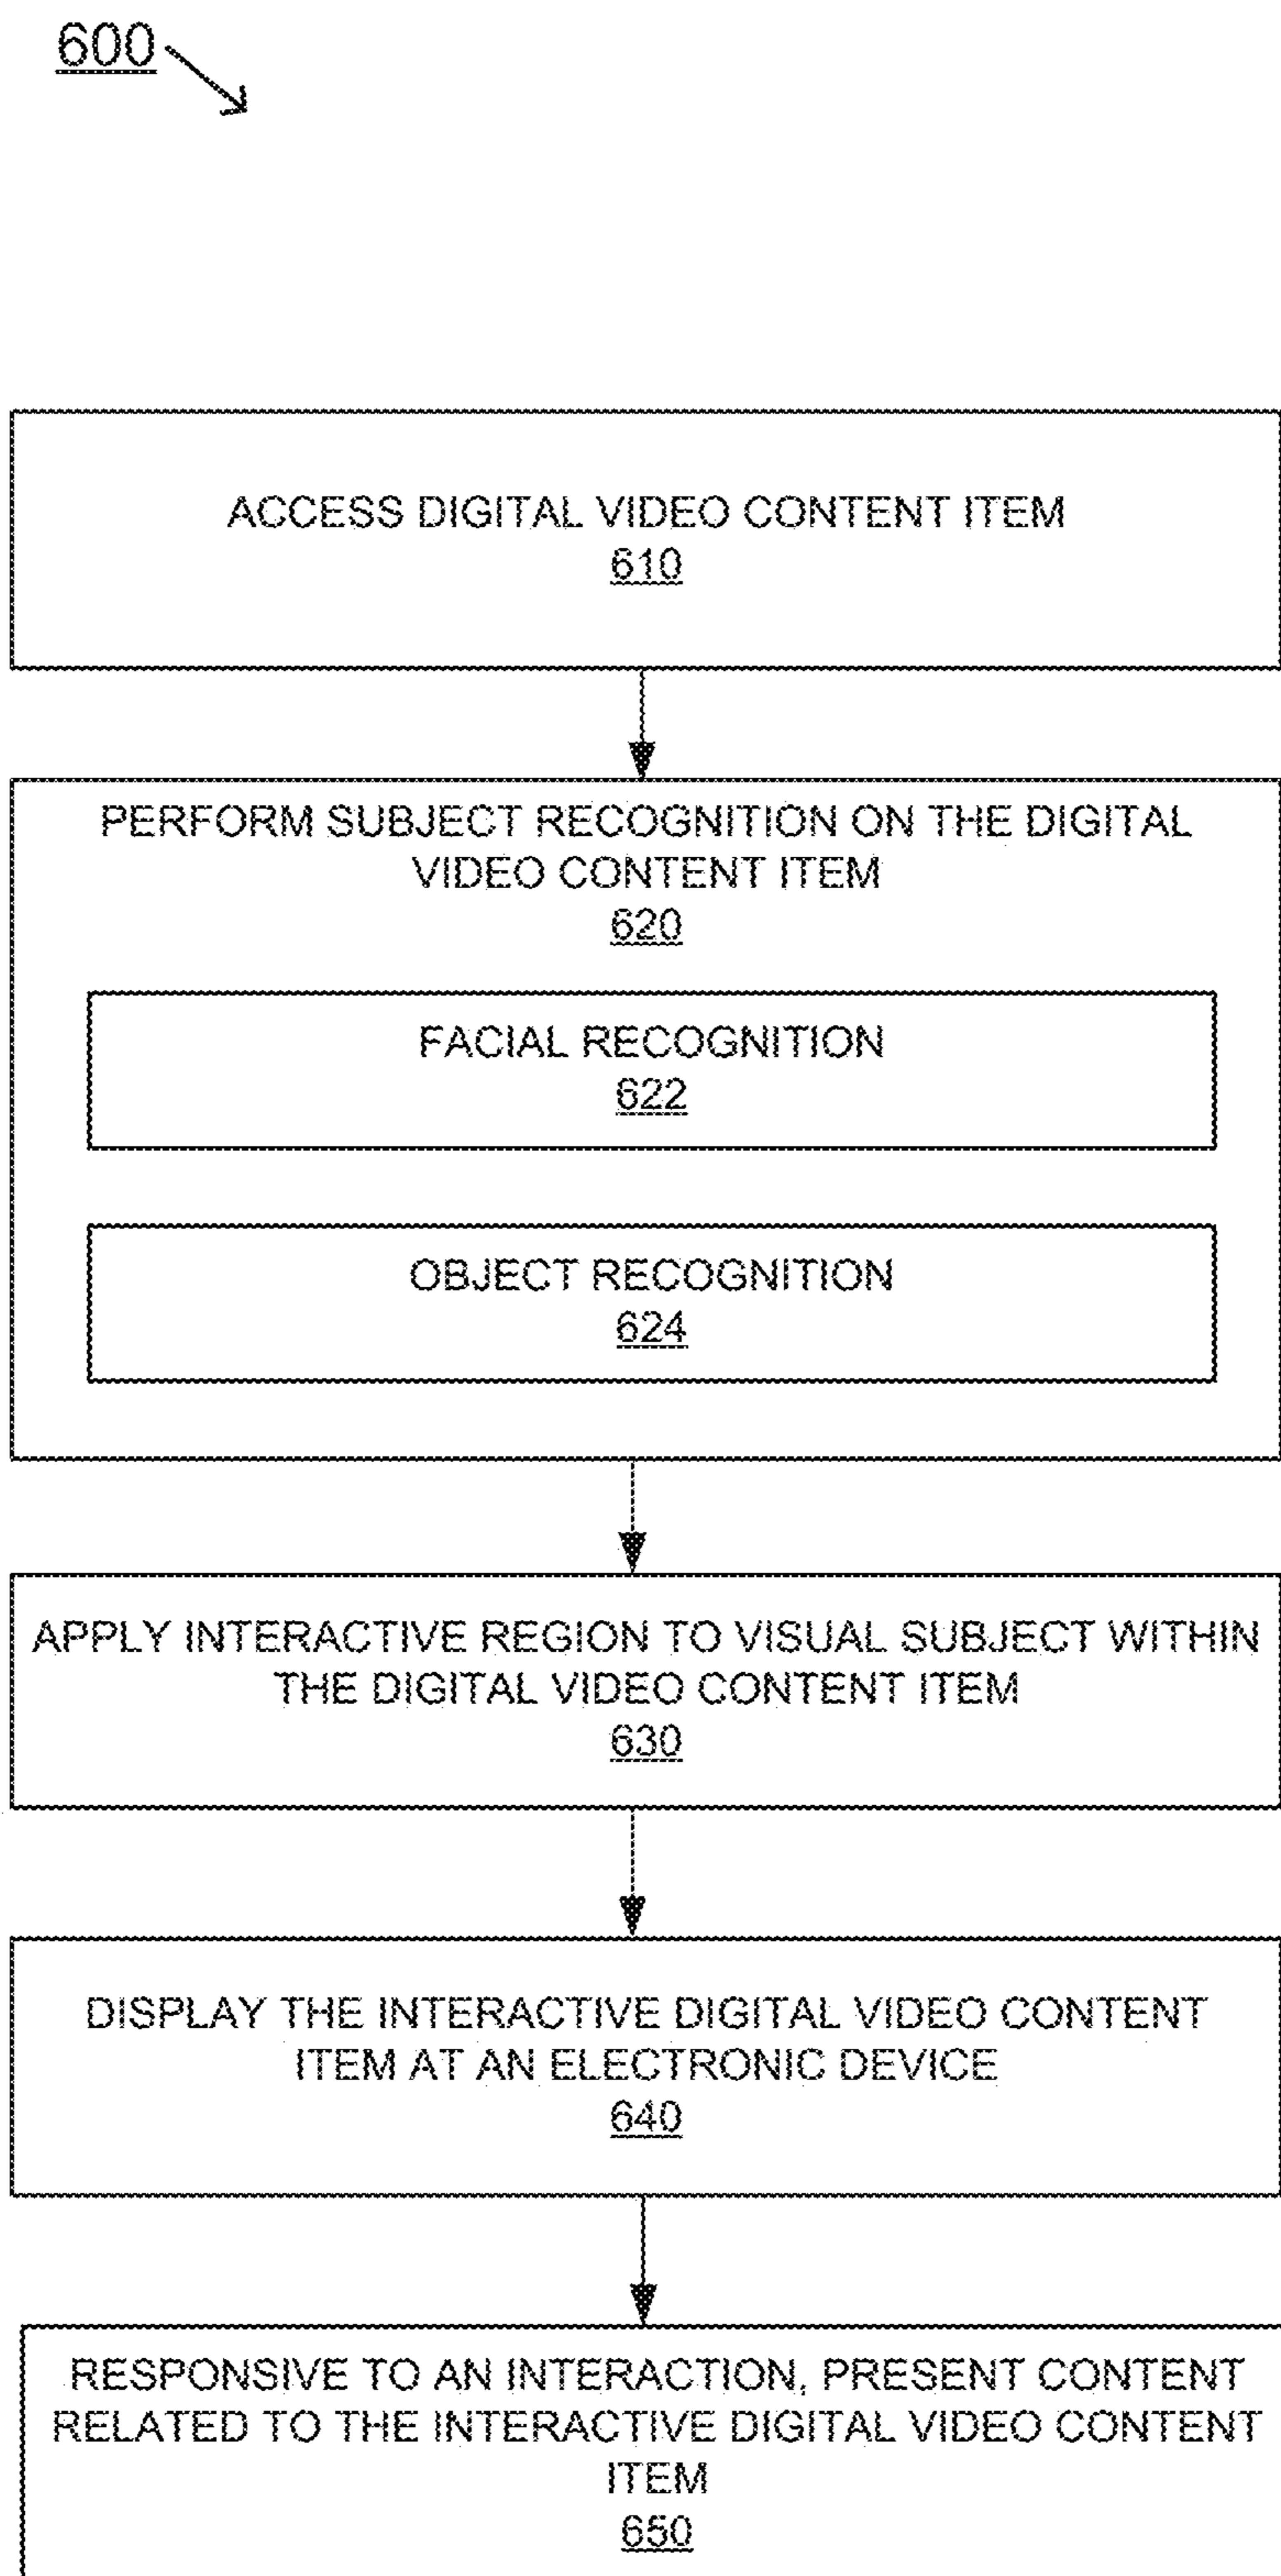 600
ACCESS DIGITAL VIDEO CONTENT ITEM
610
PERFORM SUBJECT RECOGNITION ON THE DIGITAL
VIDEO CONTENT ITEM
620
FACIAL RECOGNITION
622
OBJECT RECOGNITION
624
APPLY INTERACTIVE REGION TO VISUAL SUBJECT WITHIN
THE DIGITAL VIDEO CONTENT ITEM
630
DISPLAY THE INTERACTIVE DIGITAL VIDEO CONTENT
ITEM AT AN ELECTRONIC DEVICE
640
RESPONSIVE TO AN INTERACTION, PRESENT CONTENT
RELATED TO THE INTERACTIVE DIGITAL VIDEO CONTENT
ITEM
650